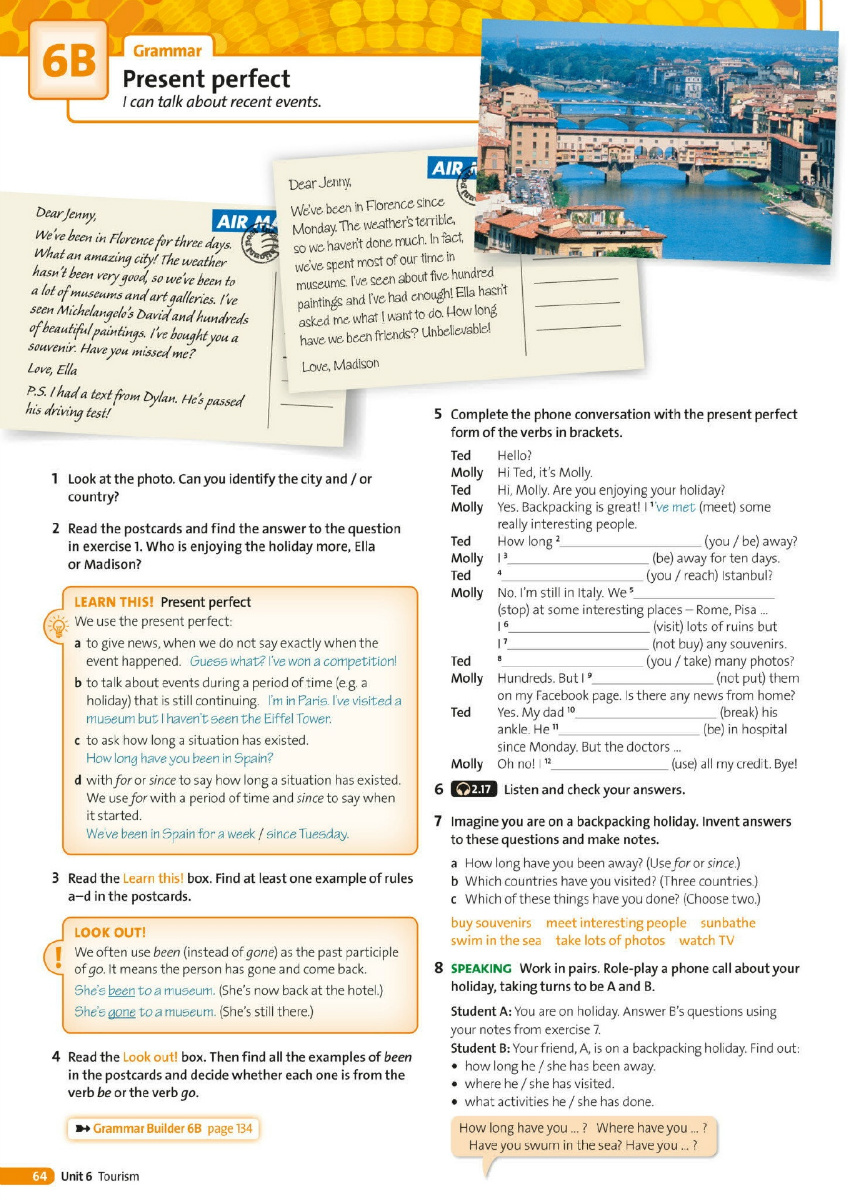 6B
Grammar
Present perfect
I can talk about recent events.
Dear Jenny,
We've been in Florence for three days.
What an amazing city! The weather
hasn't been very good, so we've been to
a lot of museums and art galleries. I've
seen Michelangelo's David and hundreds
of beautiful paintings. I've bought you a
souvenir. Have you missed me?
Love, Ella
P.S. I had a text from Dylan. He's passed
his driving test!
AIR MA
Dear Jenny,
We've been in Florence since
Monday. The weather's terrible,
so we haven't done much. In fact,
we've spent most of our time in
museums. I've seen about five hundred
paintings and I've had enough! Ella hasn't
asked me what I want to do. How long
have we been friends? Unbelievable!
Love, Madison
AIR
1 Look at the photo. Can you identify the city and / or
country?
2 Read the postcards and find the answer to the question
in exercise 1. Who is enjoying the holiday more, Ella
or Madison?
LEARN THIS! Present perfect
We use the present perfect:
a to give news, when we do not say exactly when the
event happened. Guess what? I've won a competition!
b to talk about events during a period of time (e.g. a
holiday) that is still continuing. I'm in Paris. I've visited a
museum but I haven't seen the Eiffel Tower.
c to ask how long a situation has existed.
How long have you been in Spain?
d with for or since to say how long a situation has existed.
We use for with a period of time and since to say when
it started.
We've been in Spain for a week / since Tuesday.
3 Read the Learn this! box. Find at least one example of rules
a–d in the postcards.
LOOK OUT!
! We often use been (instead of gone) as the past participle
of go. It means the person has gone and come back.
She's been to a museum. (She's now back at the hotel.)
She's gone to a museum. (She's still there.)
4 Read the Look out! box. Then find all the examples of been
in the postcards and decide whether each one is from the
verb be or the verb go.
Grammar Builder 6B page 134
5 Complete the phone conversation with the present perfect
form of the verbs in brackets.
Ted Hello?
Molly Hi Ted, it's Molly.
Ted Hi, Molly. Are you enjoying your holiday?
Molly Yes. Backpacking is great! I ¹'ve met (meet) some
really interesting people.
Ted How long ²____________________ (you / be) away?
Molly I ³____________________ (be) away for ten days.
Ted ⁴____________________ (you / reach) Istanbul?
Molly No. I'm still in Italy. We ⁵____________________
(stop) at some interesting places – Rome, Pisa ...
I ⁶____________________ (visit) lots of ruins but
I ⁷____________________ (not buy) any souvenirs.
Ted ⁸____________________ (you / take) many photos?
Molly Hundreds. But I ⁹____________________ (not put) them
on my Facebook page. Is there any news from home?
Ted Yes. My dad ¹⁰____________________ (break) his
ankle. He ¹¹____________________ (be) in hospital
since Monday. But the doctors ...
Molly Oh no! I ¹²____________________ (use) all my credit. Bye!
6 2.17 Listen and check your answers.
7 Imagine you are on a backpacking holiday. Invent answers
to these questions and make notes.
a How long have you been away? (Use for or since.)
b Which countries have you visited? (Three countries.)
c Which of these things have you done? (Choose two.)
buy souvenirs meet interesting people sunbathe
swim in the sea take lots of photos watch TV
8 SPEAKING Work in pairs. Role-play a phone call about your
holiday, taking turns to be A and B.
Student A: You are on holiday. Answer B's questions using
your notes from exercise 7.
Student B: Your friend, A, is on a backpacking holiday. Find out:
• how long he / she has been away.
• where he / she has visited.
• what activities he / she has done.
How long have you ... ? Where have you ... ?
Have you swum in the sea? Have you ... ?
64 Unit 6 Tourism